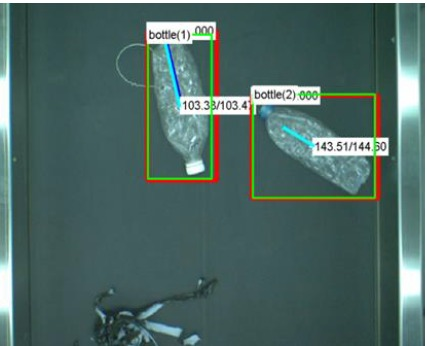 bottle(1) .000
103.33/103.47
bottle(2) .000
143.51/144.60